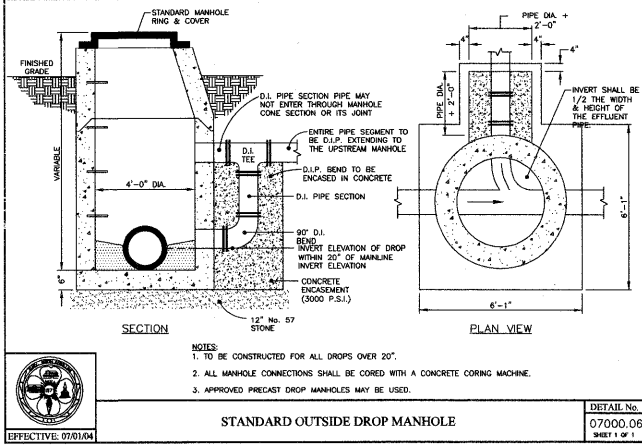 STANDARD MANHOLE
RING & COVER
FINISHED
GRADE
VARIABLE
4'-0" DIA.
6"
D.I. PIPE SECTION PIPE MAY
NOT ENTER THROUGH MANHOLE
CONE SECTION OR ITS JOINT
D.I.
TEE
ENTIRE PIPE SEGMENT TO
BE D.I.P. EXTENDING TO
THE UPSTREAM MANHOLE
D.I.P. BEND TO BE
ENCASED IN CONCRETE
D.I. PIPE SECTION
90° D.I.
BEND
INVERT ELEVATION OF DROP
WITHIN 20" OF MAINLINE
INVERT ELEVATION
CONCRETE
ENCASEMENT
(3000 P.S.I.)
12" No. 57
STONE
SECTION
PIPE DIA. +
2'-0"
4"
4"
4"
PIPE DIA.
+ 2'-0"
INVERT SHALL BE
1/2 THE WIDTH
& HEIGHT OF
THE EFFLUENT
PIPE.
6'-1"
6'-1"
PLAN VIEW
NOTES:
1. TO BE CONSTRUCTED FOR ALL DROPS OVER 20".
2. ALL MANHOLE CONNECTIONS SHALL BE CORED WITH A CONCRETE CORING MACHINE.
3. APPROVED PRECAST DROP MANHOLES MAY BE USED.
EFFECTIVE: 07/01/04
STANDARD OUTSIDE DROP MANHOLE
DETAIL No.
07000.06
SHEET 1 OF 1